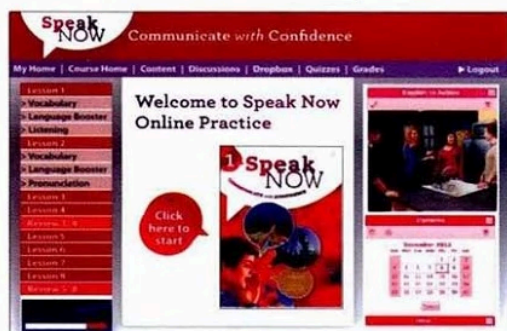 Speak
NOW
Communicate with Confidence
My Home | Course Home | Content | Discussions | Dropbox | Quizzes | Grades
Logout
Lesson 1
> Vocabulary
> Language Booster
> Listening
Lesson 2
> Vocabulary
> Language Booster
> Pronunciation
Lesson 3
Lesson 4
Review 1-4
Lesson 5
Lesson 6
Lesson 7
Lesson 8
Review 5-8
Welcome to Speak Now
Online Practice
Click
here to
start
1 Speak
NOW
COMMUNICATE WITH CONFIDENCE
English in Action